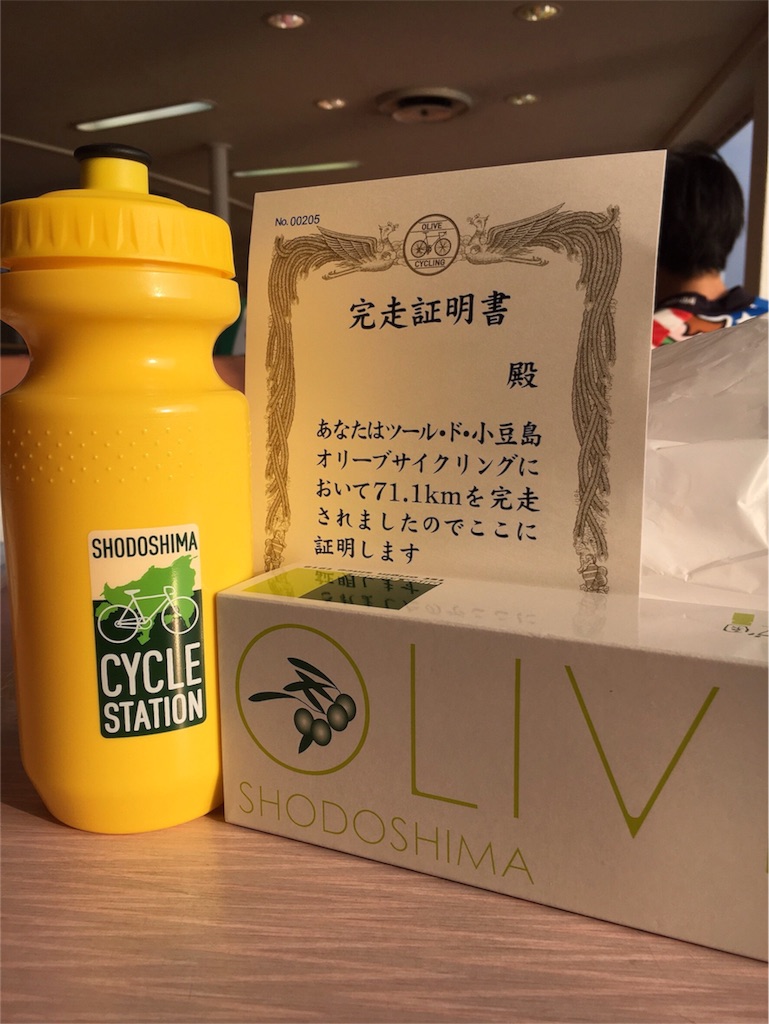 No. 00205
OLIVE
CYCLING
完走証明書
殿
あなたはツール・ド・小豆島
オリーブサイクリングに
おいて71.1kmを完走
されましたのでここに
証明します
SHODOSHIMA
CYCLE
STATION
OLIV
SHODOSHIMA